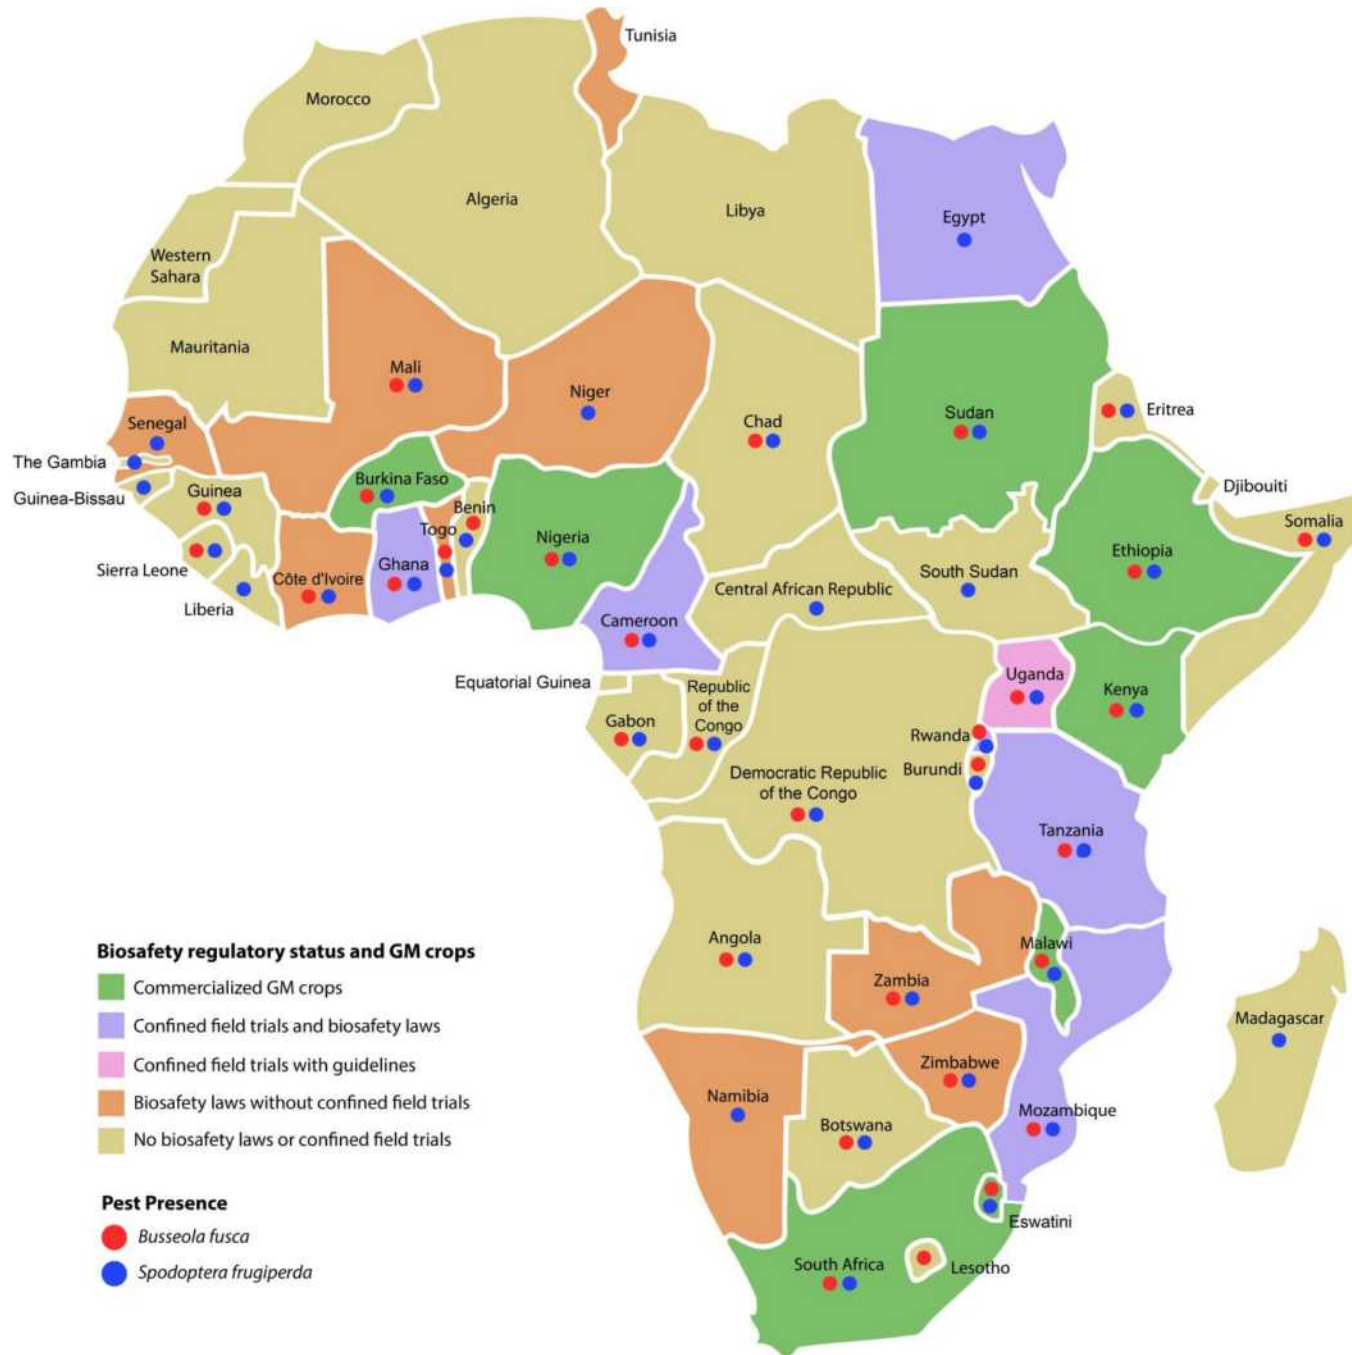 Tunisia
Morocco
Algeria
Libya
Egypt
Western
Sahara
Mauritania
Mali
Niger
Chad
Sudan
Eritrea
Senegal
The Gambia
Guinea-Bissau
Guinea
Burkina Faso
Benin
Togo
Nigeria
Djibouiti
Somalia
Ethiopia
Sierra Leone
Côte d'Ivoire
Ghana
Liberia
South Sudan
Central African Republic
Cameroon
Equatorial Guinea
Republic
of the
Congo
Uganda
Kenya
Gabon
Rwanda
Burundi
Democratic Republic
of the Congo
Tanzania
Angola
Malawi
Zambia
Madagascar
Zimbabwe
Namibia
Botswana
Mozambique
Eswatini
South Africa
Lesotho
Biosafety regulatory status and GM crops
Commercialized GM crops
Confined field trials and biosafety laws
Confined field trials with guidelines
Biosafety laws without confined field trials
No biosafety laws or confined field trials
Pest Presence
Busseola fusca
Spodoptera frugiperda